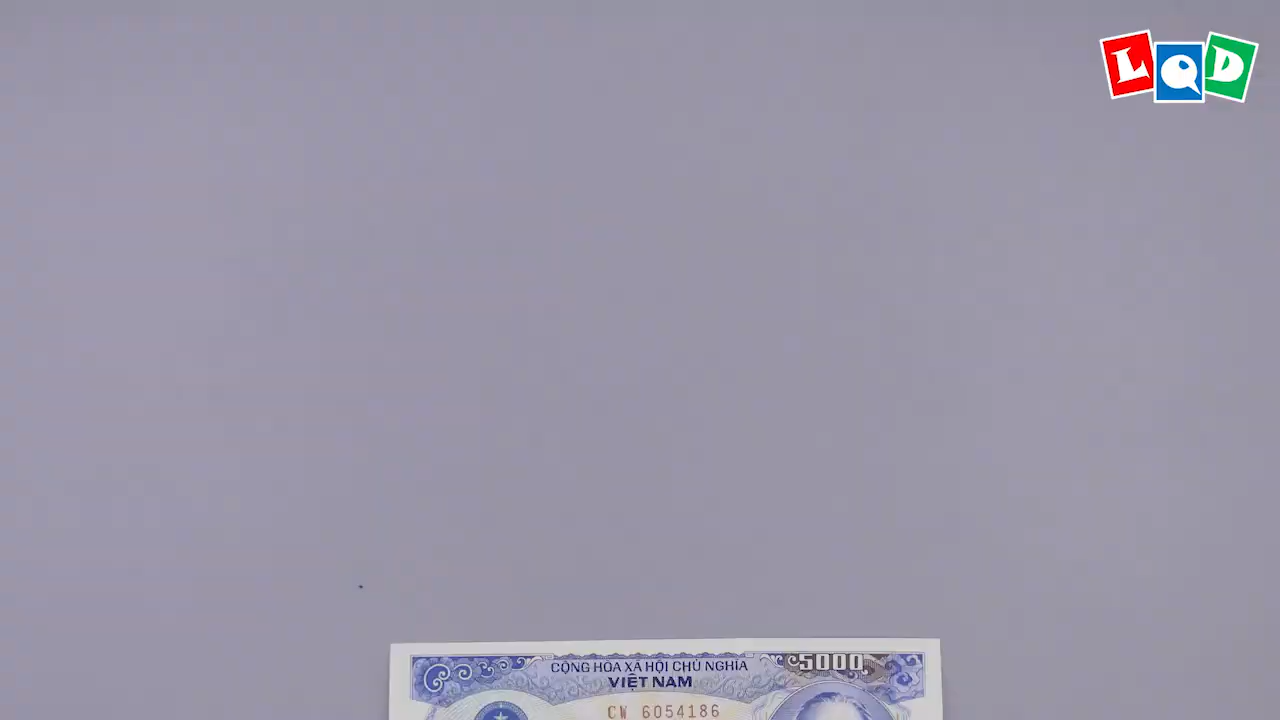 LQD
CỘNG HÒA XÃ HỘI CHỦ NGHĨA
5000
VIỆT NAM
CW 6054186